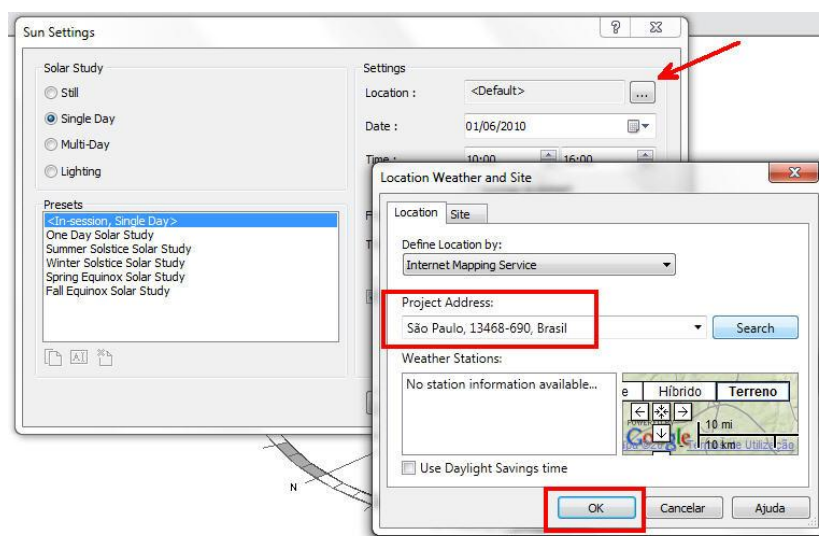 Sun Settings
Solar Study
Still
Single Day
Multi-Day
Lighting
Presets
<In-session, Single Day>
One Day Solar Study
Summer Solstice Solar Study
Winter Solstice Solar Study
Spring Equinox Solar Study
Fall Equinox Solar Study
Settings
Location :
<Default>
...
Date :
01/06/2010
Time :
10:00
16:00
Location Weather and Site
Location
Site
Define Location by:
Internet Mapping Service
Project Address:
São Paulo, 13468-690, Brasil
Search
Weather Stations:
No station information available...
e
Híbrido
Terreno
10 mi
10 km
Google
Use Daylight Savings time
OK
Cancelar
Ajuda
N